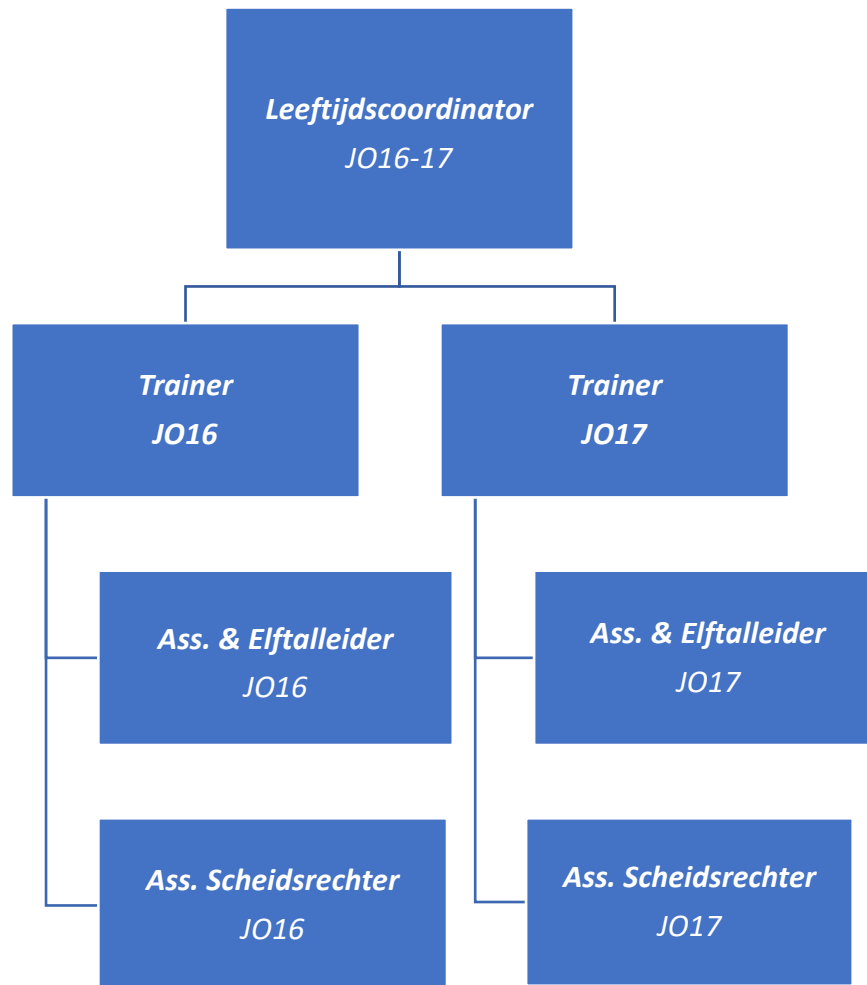 Leeftijdscoordinator
JO16-17
Trainer
JO16
Trainer
JO17
Ass. & Elftalleider
JO16
Ass. & Elftalleider
JO17
Ass. Scheidsrechter
JO16
Ass. Scheidsrechter
JO17